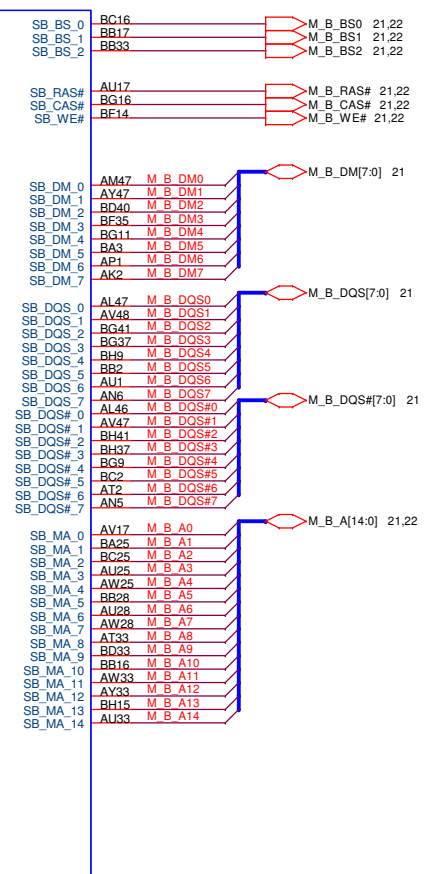 SB_BS_0 BC16 M_B_BS0 21,22
SB_BS_1 BB17 M_B_BS1 21,22
SB_BS_2 BB33 M_B_BS2 21,22
SB_RAS# AU17 M_B_RAS# 21,22
SB_CAS# BG16 M_B_CAS# 21,22
SB_WE# BF14 M_B_WE# 21,22
M_B_DM[7:0] 21
SB_DM_0 AM47 M_B_DM0
SB_DM_1 AY47 M_B_DM1
SB_DM_2 BD40 M_B_DM2
SB_DM_3 BF35 M_B_DM3
SB_DM_4 BG11 M_B_DM4
SB_DM_5 BA3 M_B_DM5
SB_DM_6 AP1 M_B_DM6
SB_DM_7 AK2 M_B_DM7
M_B_DQS[7:0] 21
SB_DQS_0 AL47 M_B_DQS0
SB_DQS_1 AV48 M_B_DQS1
SB_DQS_2 BG41 M_B_DQS2
SB_DQS_3 BG37 M_B_DQS3
SB_DQS_4 BH9 M_B_DQS4
SB_DQS_5 BB2 M_B_DQS5
SB_DQS_6 AU1 M_B_DQS6
SB_DQS_7 AN6 M_B_DQS7
M_B_DQS#[7:0] 21
SB_DQS#_0 AL46 M_B_DQS#0
SB_DQS#_1 AV47 M_B_DQS#1
SB_DQS#_2 BH41 M_B_DQS#2
SB_DQS#_3 BH37 M_B_DQS#3
SB_DQS#_4 BG9 M_B_DQS#4
SB_DQS#_5 BC2 M_B_DQS#5
SB_DQS#_6 AT2 M_B_DQS#6
SB_DQS#_7 AN5 M_B_DQS#7
M_B_A[14:0] 21,22
SB_MA_0 AV17 M_B_A0
SB_MA_1 BA25 M_B_A1
SB_MA_2 BC25 M_B_A2
SB_MA_3 AU25 M_B_A3
SB_MA_4 AW25 M_B_A4
SB_MA_5 BB28 M_B_A5
SB_MA_6 AU28 M_B_A6
SB_MA_7 AW28 M_B_A7
SB_MA_8 AT33 M_B_A8
SB_MA_9 BD33 M_B_A9
SB_MA_10 BB16 M_B_A10
SB_MA_11 AW33 M_B_A11
SB_MA_12 AY33 M_B_A12
SB_MA_13 BH15 M_B_A13
SB_MA_14 AU33 M_B_A14